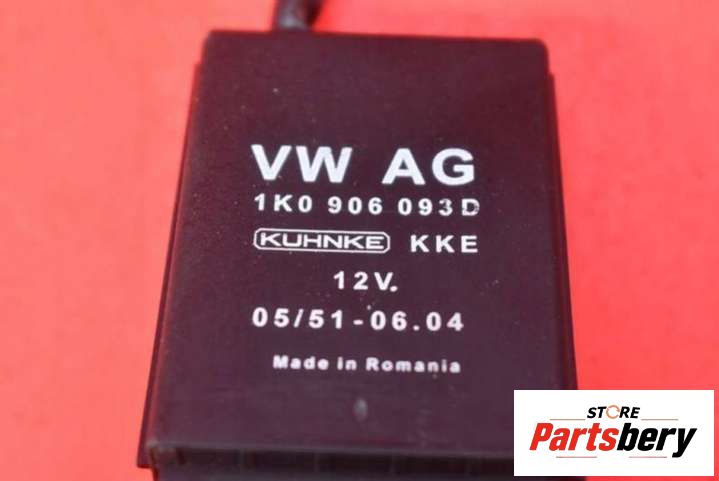 VW AG
1K0 906 093D
KUHNKE KKE
12V.
05/51-06.04
Made in Romania
STORE
Partsbery